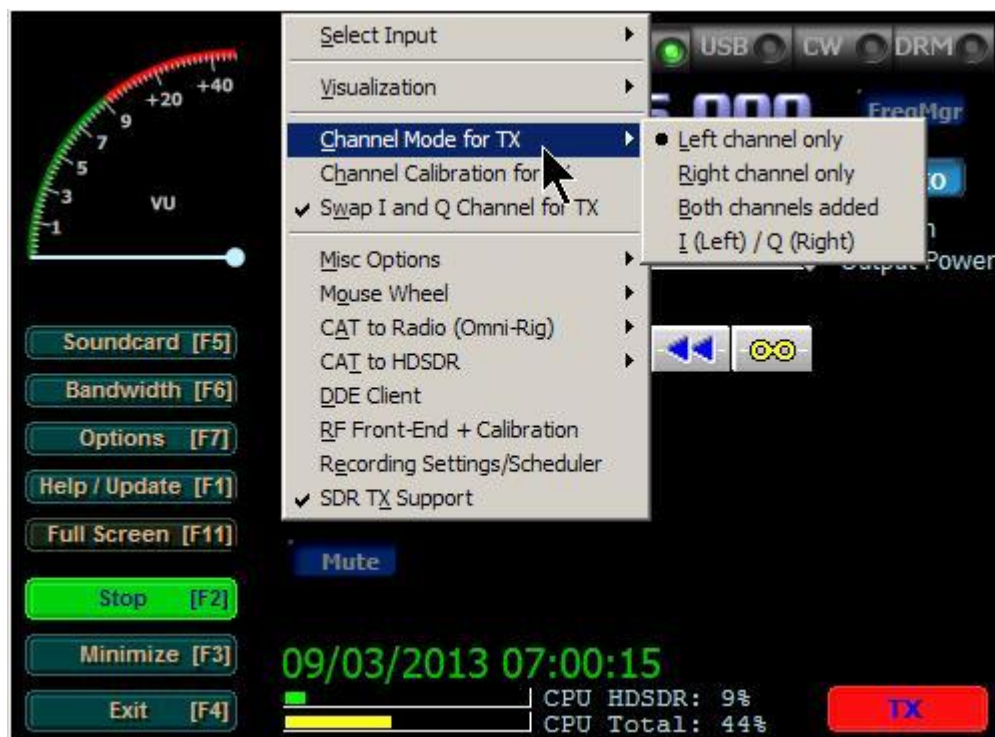 +40
+20
9
7
5
3
1
VU
Soundcard [F5]
Bandwidth [F6]
Options [F7]
Help / Update [F1]
Full Screen [F11]
Stop [F2]
Minimize [F3]
Exit [F4]
Select Input
Visualization
Channel Mode for TX
Channel Calibration for
✓ Swap I and Q Channel for TX
Misc Options
Mouse Wheel
CAT to Radio (Omni-Rig)
CAT to HDSDR
DDE Client
RF Front-End + Calibration
Recording Settings/Scheduler
✓ SDR TX Support
● Left channel only
Right channel only
Both channels added
I (Left) / Q (Right)
USB CW DRM
FreqMgr
Output Power
Mute
09/03/2013 07:00:15
CPU HDSDR: 9%
CPU Total: 44%
TX